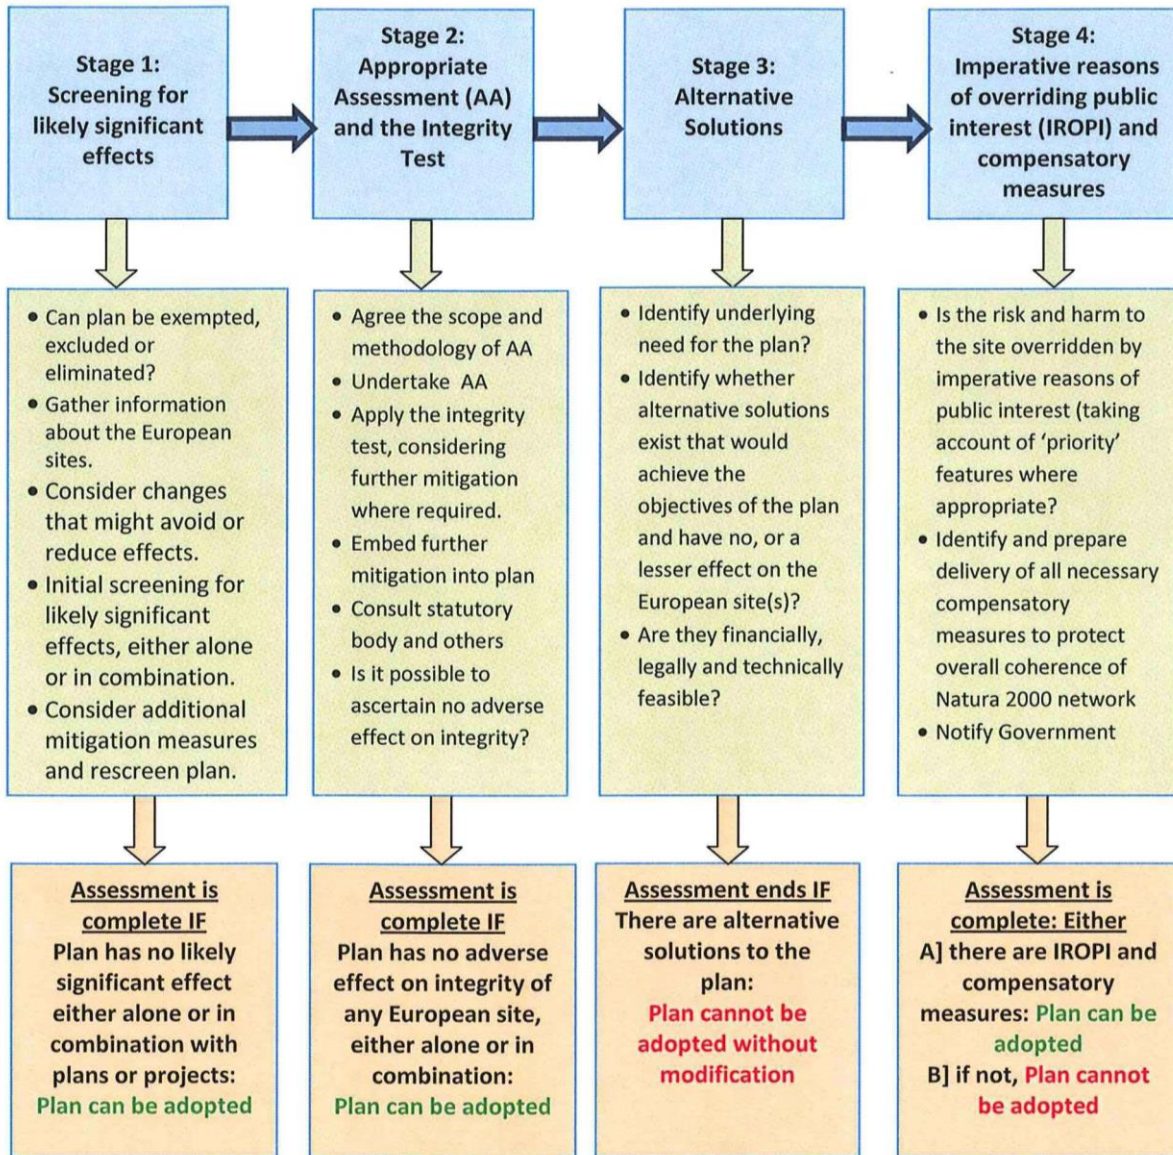 Stage 1:
Screening for
likely significant
effects
Stage 2:
Appropriate
Assessment (AA)
and the Integrity
Test
Stage 3:
Alternative
Solutions
Stage 4:
Imperative reasons
of overriding public
interest (IROPI) and
compensatory
measures
• Can plan be exempted,
excluded or
eliminated?
• Gather information
about the European
sites.
• Consider changes
that might avoid or
reduce effects.
• Initial screening for
likely significant
effects, either alone
or in combination.
• Consider additional
mitigation measures
and rescreen plan.
• Agree the scope and
methodology of AA
• Undertake AA
• Apply the integrity
test, considering
further mitigation
where required.
• Embed further
mitigation into plan
• Consult statutory
body and others
• Is it possible to
ascertain no adverse
effect on integrity?
• Identify underlying
need for the plan?
• Identify whether
alternative solutions
exist that would
achieve the
objectives of the plan
and have no, or a
lesser effect on the
European site(s)?
• Are they financially,
legally and technically
feasible?
• Is the risk and harm to
the site overridden by
imperative reasons of
public interest (taking
account of ‘priority’
features where
appropriate?
• Identify and prepare
delivery of all necessary
compensatory
measures to protect
overall coherence of
Natura 2000 network
• Notify Government
Assessment is
complete IF
Plan has no likely
significant effect
either alone or in
combination with
plans or projects:
Plan can be adopted
Assessment is
complete IF
Plan has no adverse
effect on integrity of
any European site,
either alone or in
combination:
Plan can be adopted
Assessment ends IF
There are alternative
solutions to the
plan:
Plan cannot be
adopted without
modification
Assessment is
complete: Either
A] there are IROPI and
compensatory
measures: Plan can be
adopted
B] if not, Plan cannot
be adopted